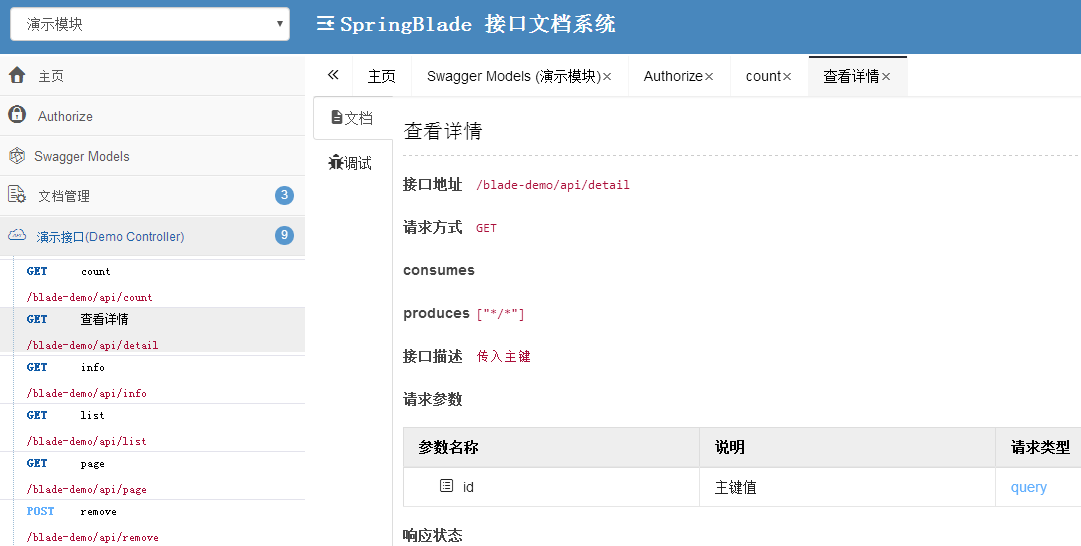 演示模块
SpringBlade 接口文档系统
主页
Authorize
Swagger Models
文档管理 3
演示接口(Demo Controller) 9
GET count
/blade-demo/api/count
GET 查看详情
/blade-demo/api/detail
GET info
/blade-demo/api/info
GET list
/blade-demo/api/list
GET page
/blade-demo/api/page
POST remove
/blade-demo/api/remove
主页 Swagger Models (演示模块)× Authorize× count× 查看详情×
文档
调试
查看详情
接口地址 /blade-demo/api/detail
请求方式 GET
consumes
produces ["*/*"]
接口描述 传入主键
请求参数
参数名称 说明 请求类型
id 主键值 query
响应状态